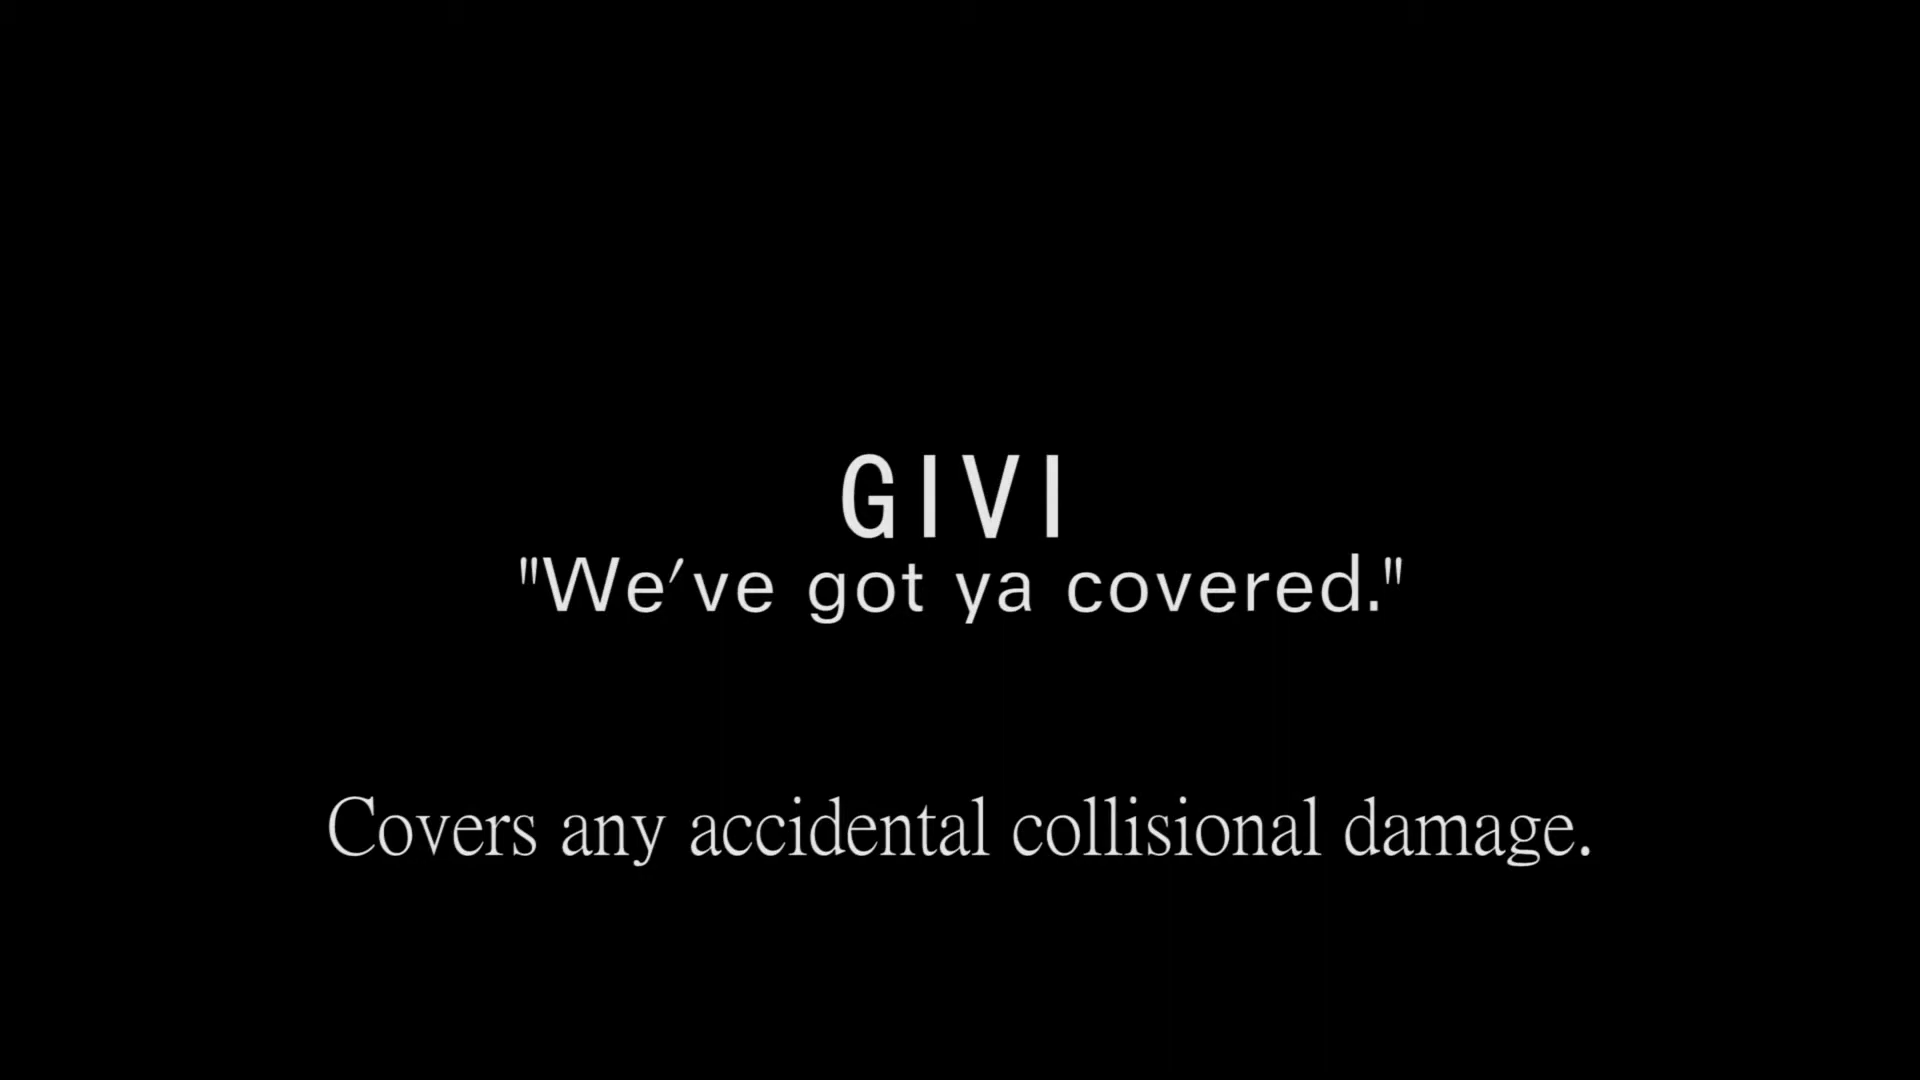 GIVI
"We've got ya covered."
Covers any accidental collisional damage.